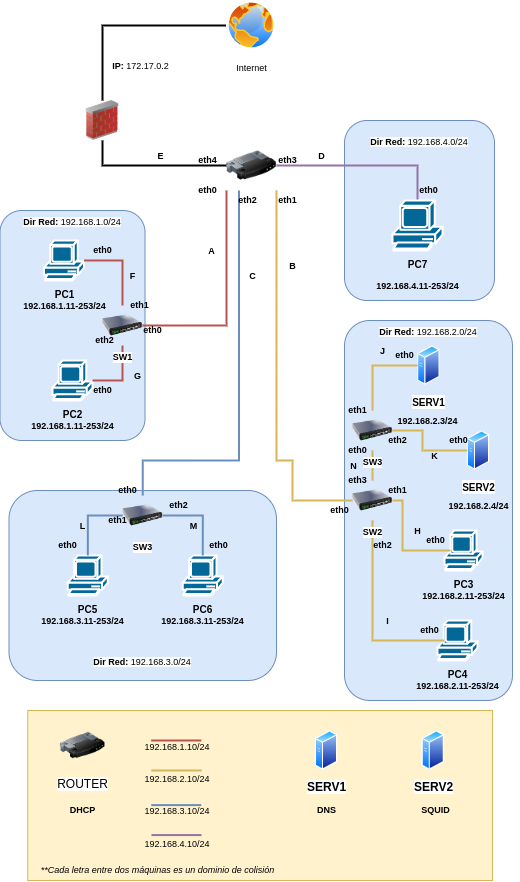 Internet
IP: 172.17.0.2
E
eth4
eth3
D
eth0
eth2
eth1
Dir Red: 192.168.4.0/24
eth0
PC7
192.168.4.11-253/24
A
C
B
Dir Red: 192.168.1.0/24
eth0
PC1
192.168.1.11-253/24
F
eth1
eth0
eth2
SW1
G
eth0
PC2
192.168.1.11-253/24
Dir Red: 192.168.2.0/24
J
eth0
SERV1
192.168.2.3/24
eth1
eth2
eth0
K
eth0
SERV2
192.168.2.4/24
N
SW3
eth3
eth1
eth0
SW2
eth2
H
eth0
PC3
192.168.2.11-253/24
I
eth0
PC4
192.168.2.11-253/24
eth0
eth2
eth1
L
M
SW3
eth0
eth0
PC5
192.168.3.11-253/24
PC6
192.168.3.11-253/24
Dir Red: 192.168.3.0/24
ROUTER
DHCP
192.168.1.10/24
192.168.2.10/24
192.168.3.10/24
192.168.4.10/24
SERV1
DNS
SERV2
SQUID
**Cada letra entre dos máquinas es un dominio de colisión